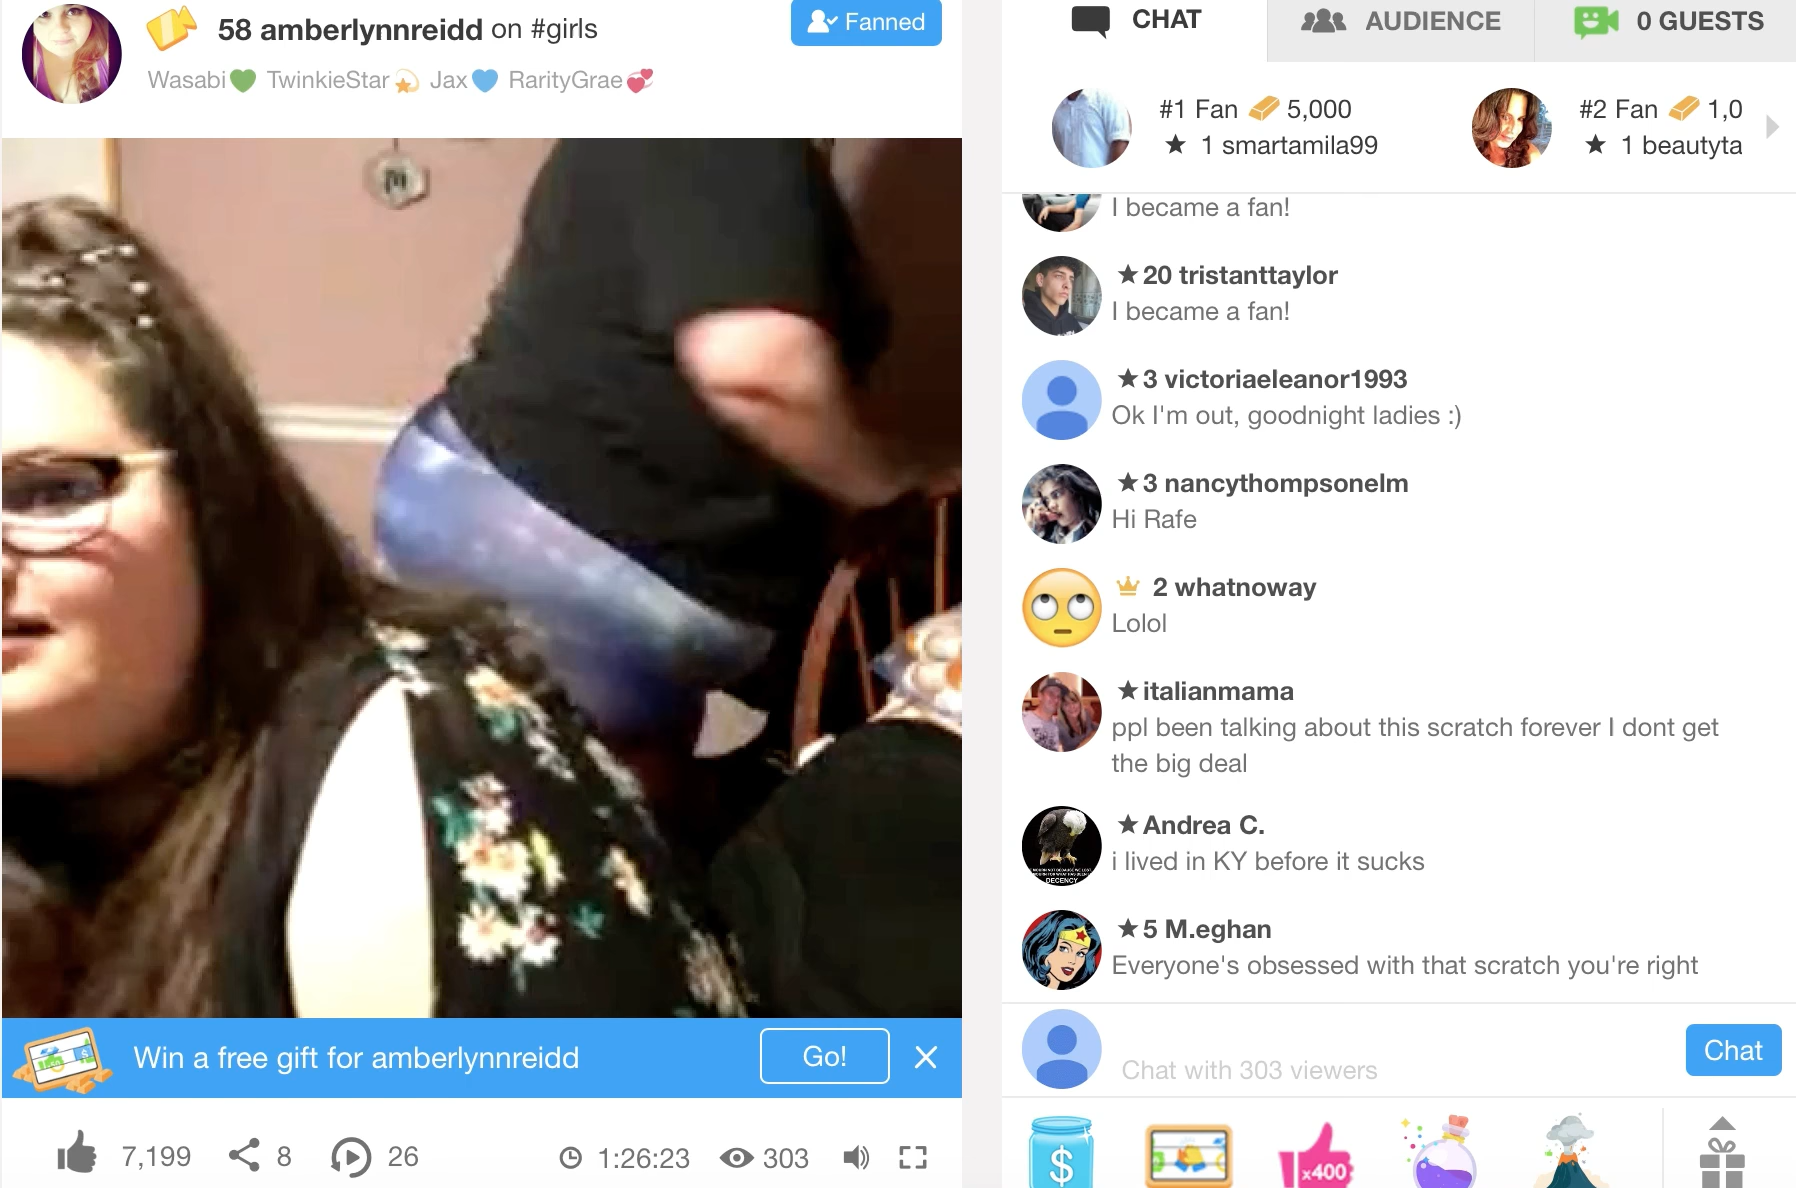 58 amberlynnreidd on #girls
Fanned
Wasabi💚 TwinkieStar💫 Jax💙 RarityGrae💞
m
Win a free gift for amberlynnreidd
Go!
7,199
8
26
1:26:23
303
CHAT
AUDIENCE
0 GUESTS
#1 Fan 5,000
★ 1 smartamila99
#2 Fan 1,0
★ 1 beautyta
I became a fan!
★20 tristanttaylor
I became a fan!
★3 victoriaeleanor1993
Ok I'm out, goodnight ladies :)
★3 nancythompsonelm
Hi Rafe
2 whatnoway
Lolol
★italianmama
ppl been talking about this scratch forever I dont get
the big deal
★Andrea C.
i lived in KY before it sucks
DECENCY
★5 M.eghan
Everyone's obsessed with that scratch you're right
Chat with 303 viewers
Chat
$
x400